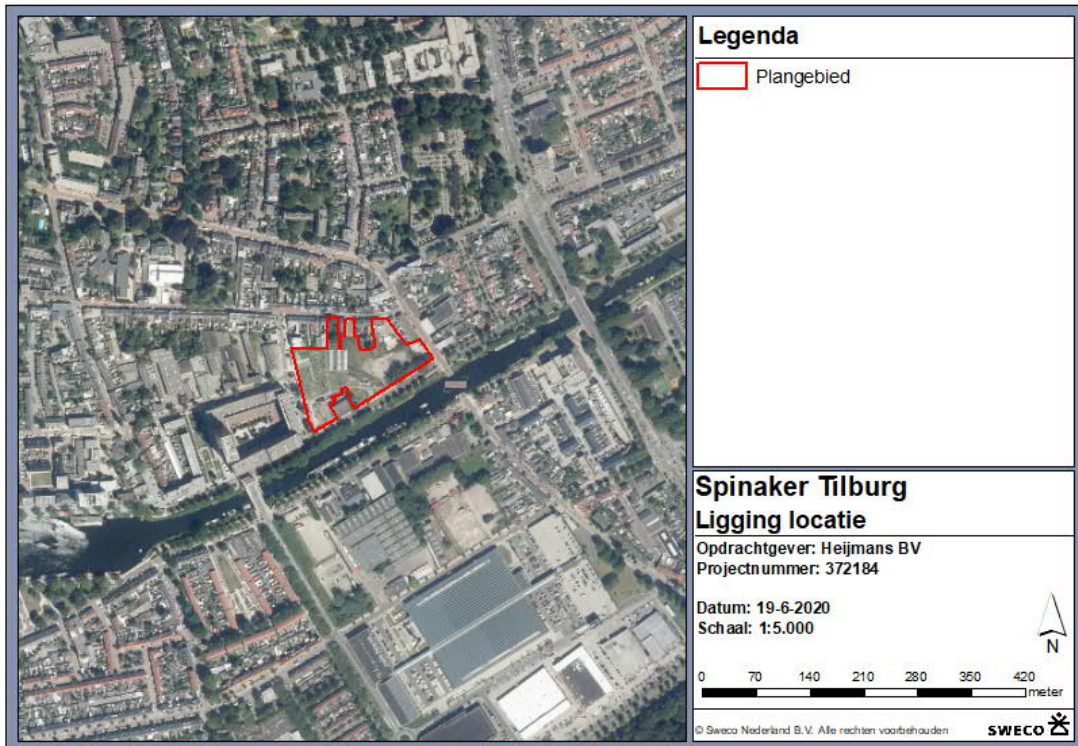 Legenda
Plangebied
Spinaker Tilburg
Ligging locatie
Opdrachtgever: Heijmans BV
Projectnummer: 372184
Datum: 19-6-2020
Schaal: 1:5.000
N
0 70 140 210 280 350 420
meter
© Sweco Nederland B.V. Alle rechten voorbehouden
SWECO